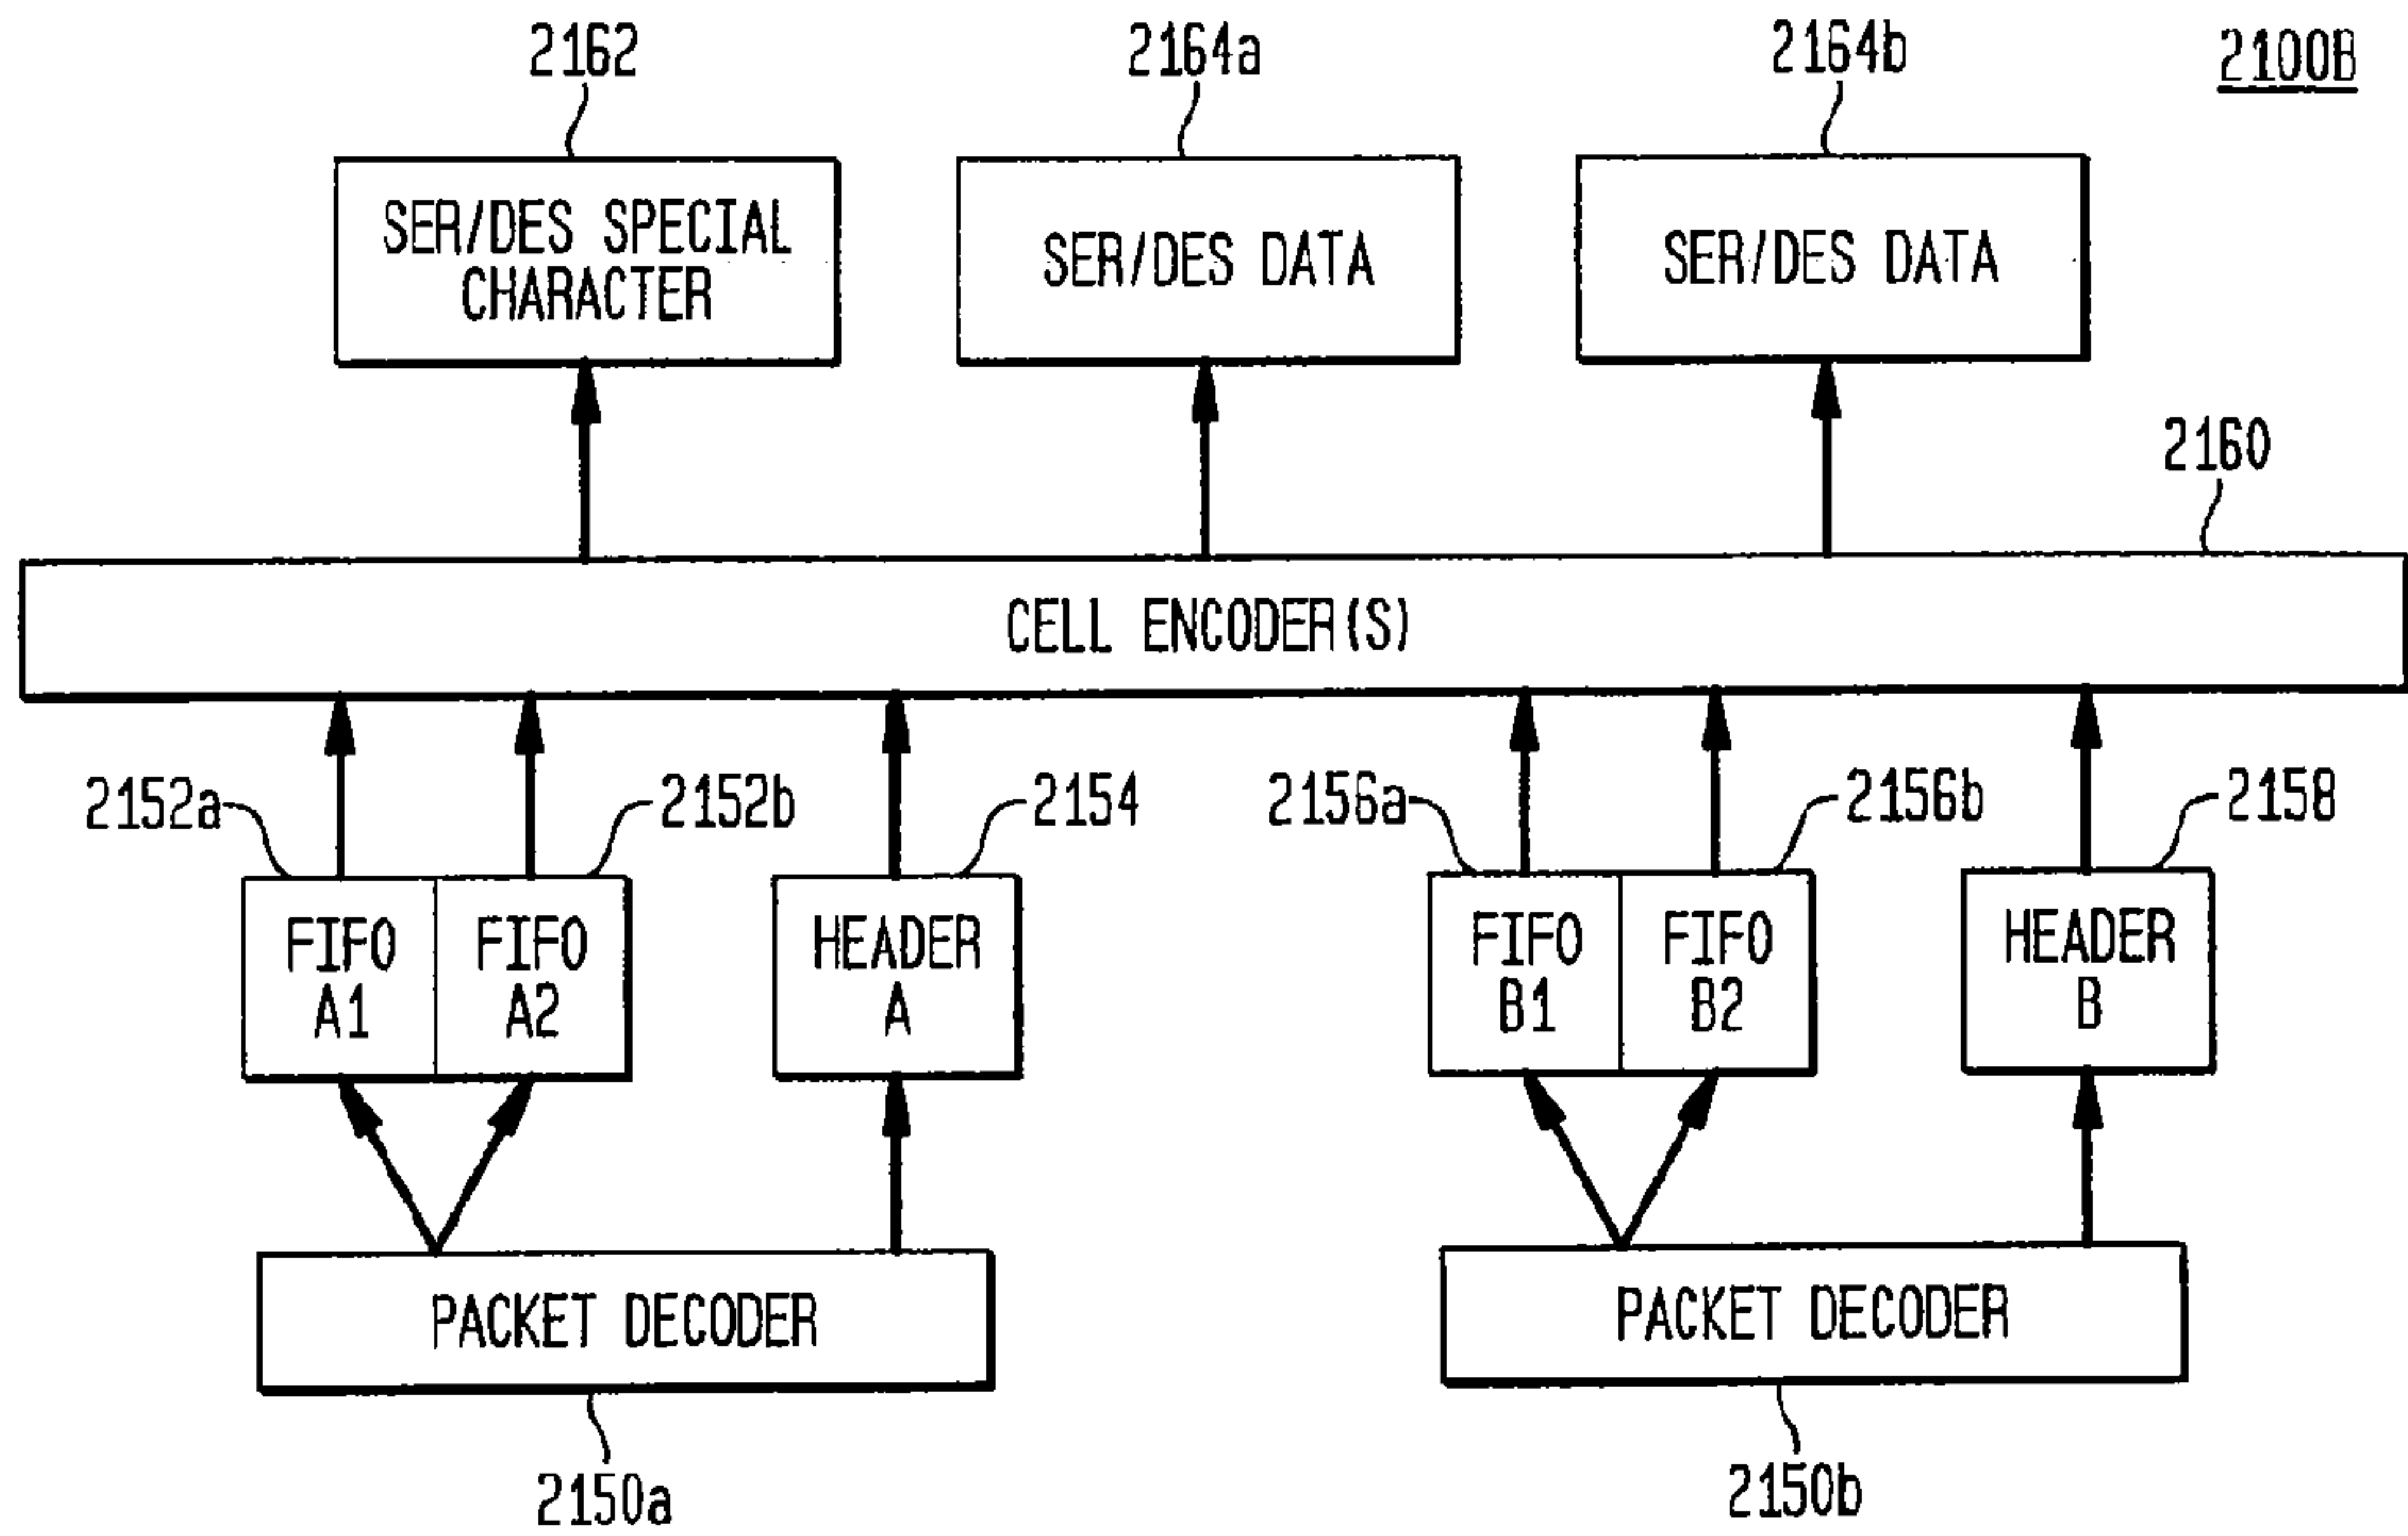 2162
2164a
2164b
2100B
SER/DES SPECIAL
CHARACTER
SER/DES DATA
SER/DES DATA
2160
CELL ENCODER(S)
2152a
2152b
2154
2156a
2156b
2158
FIFO
A1
FIFO
A2
HEADER
A
FIFO
B1
FIFO
B2
HEADER
B
PACKET DECODER
PACKET DECODER
2150a
2150b